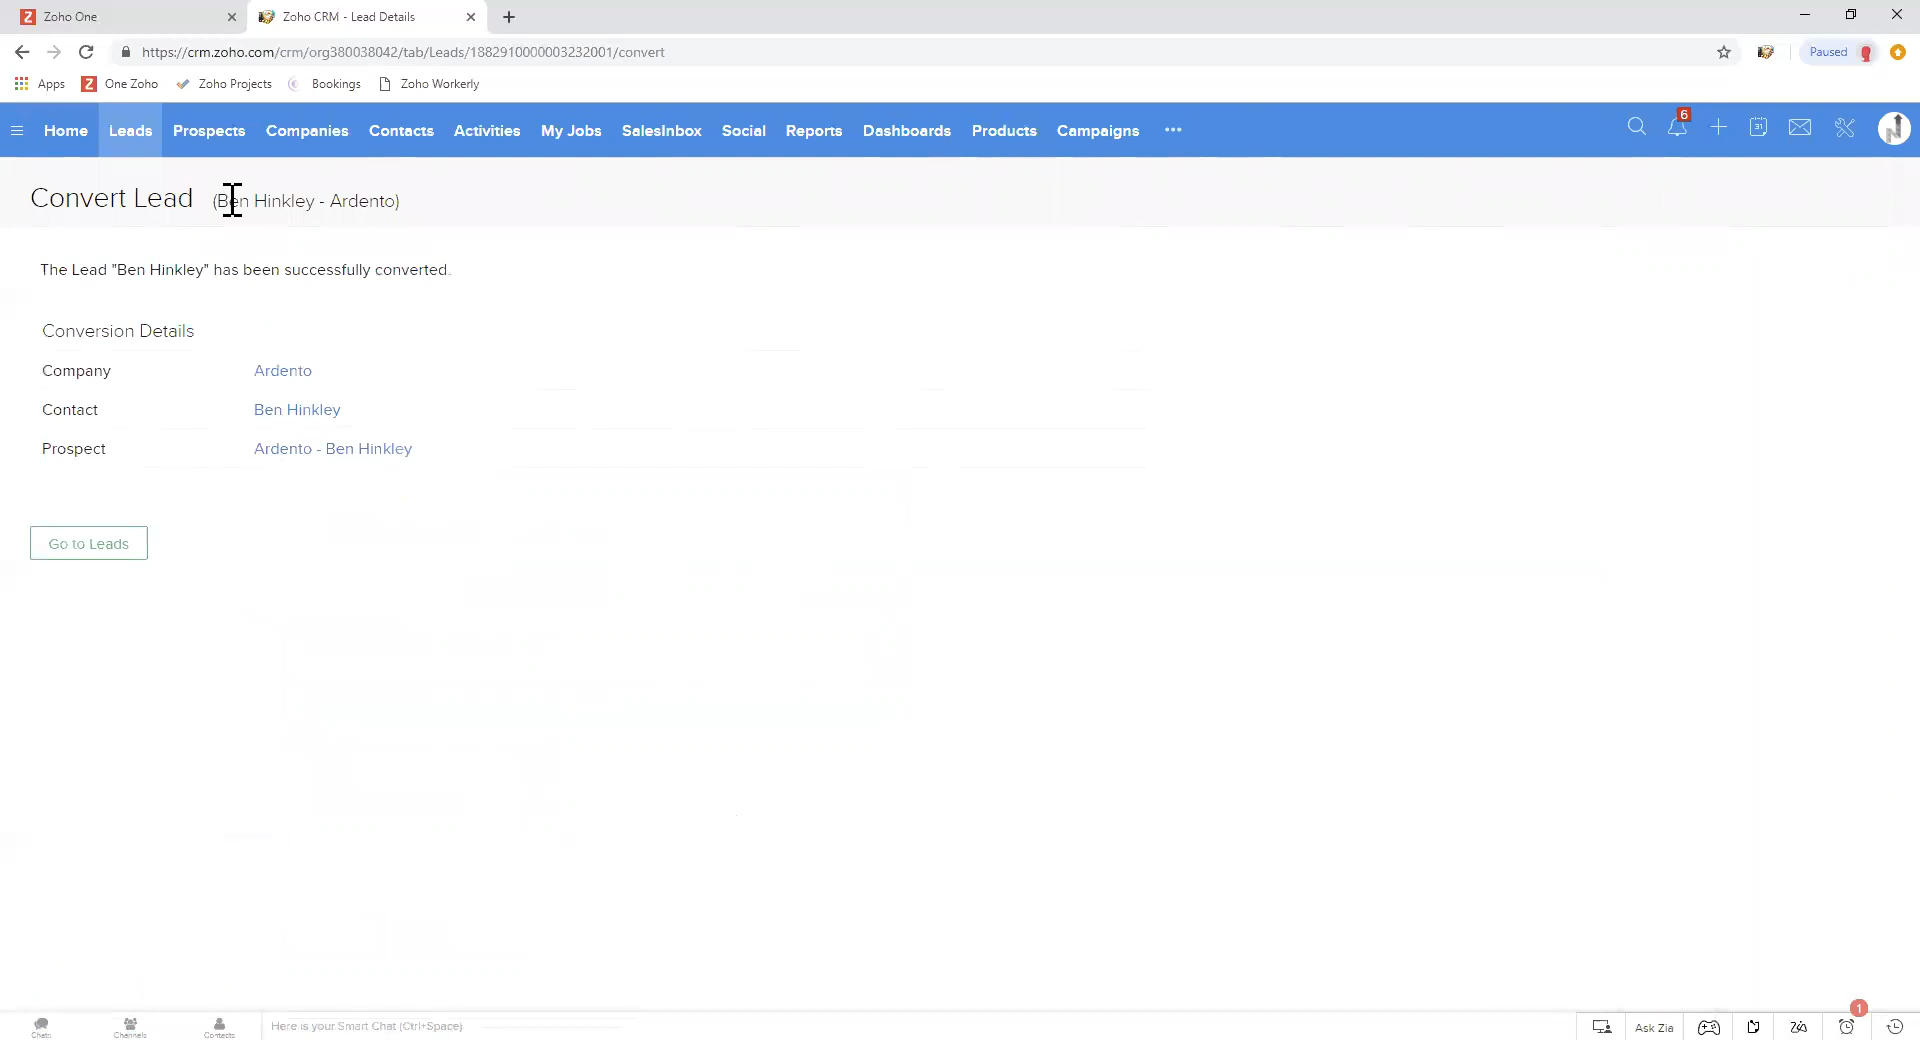 Zoho One
Zoho CRM - Lead Details
https://crm.zoho.com/crm/org380038042/tab/Leads/1882910000003232001/convert
Paused
Apps One Zoho Zoho Projects Bookings Zoho Workerly
Home Leads Prospects Companies Contacts Activities My Jobs SalesInbox Social Reports Dashboards Products Campaigns ••• 6 31
Convert Lead (Ben Hinkley - Ardento)
The Lead "Ben Hinkley" has been successfully converted.
Conversion Details
Company Ardento
Contact Ben Hinkley
Prospect Ardento - Ben Hinkley
Go to Leads
Chats Channels Contacts Here is your Smart Chat (Ctrl+Space) Ask Zia 1